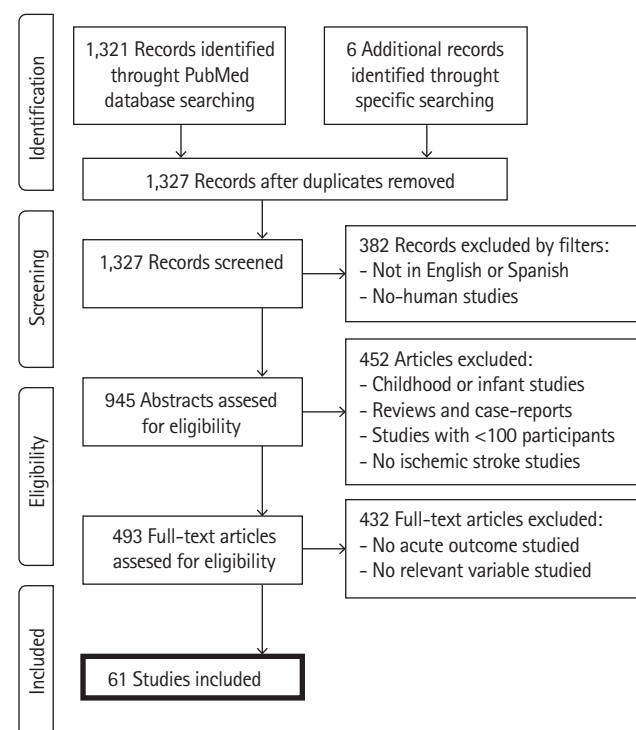 Identification
1,321 Records identified
throught PubMed
database searching
6 Additional records
identified throught
specific searching
1,327 Records after duplicates removed
Screening
1,327 Records screened
382 Records excluded by filters:
- Not in English or Spanish
- No-human studies
Eligibility
945 Abstracts assesed
for eligibility
452 Articles excluded:
- Childhood or infant studies
- Reviews and case-reports
- Studies with <100 participants
- No ischemic stroke studies
493 Full-text articles
assesed for eligibility
432 Full-text articles excluded:
- No acute outcome studied
- No relevant variable studied
Included
61 Studies included